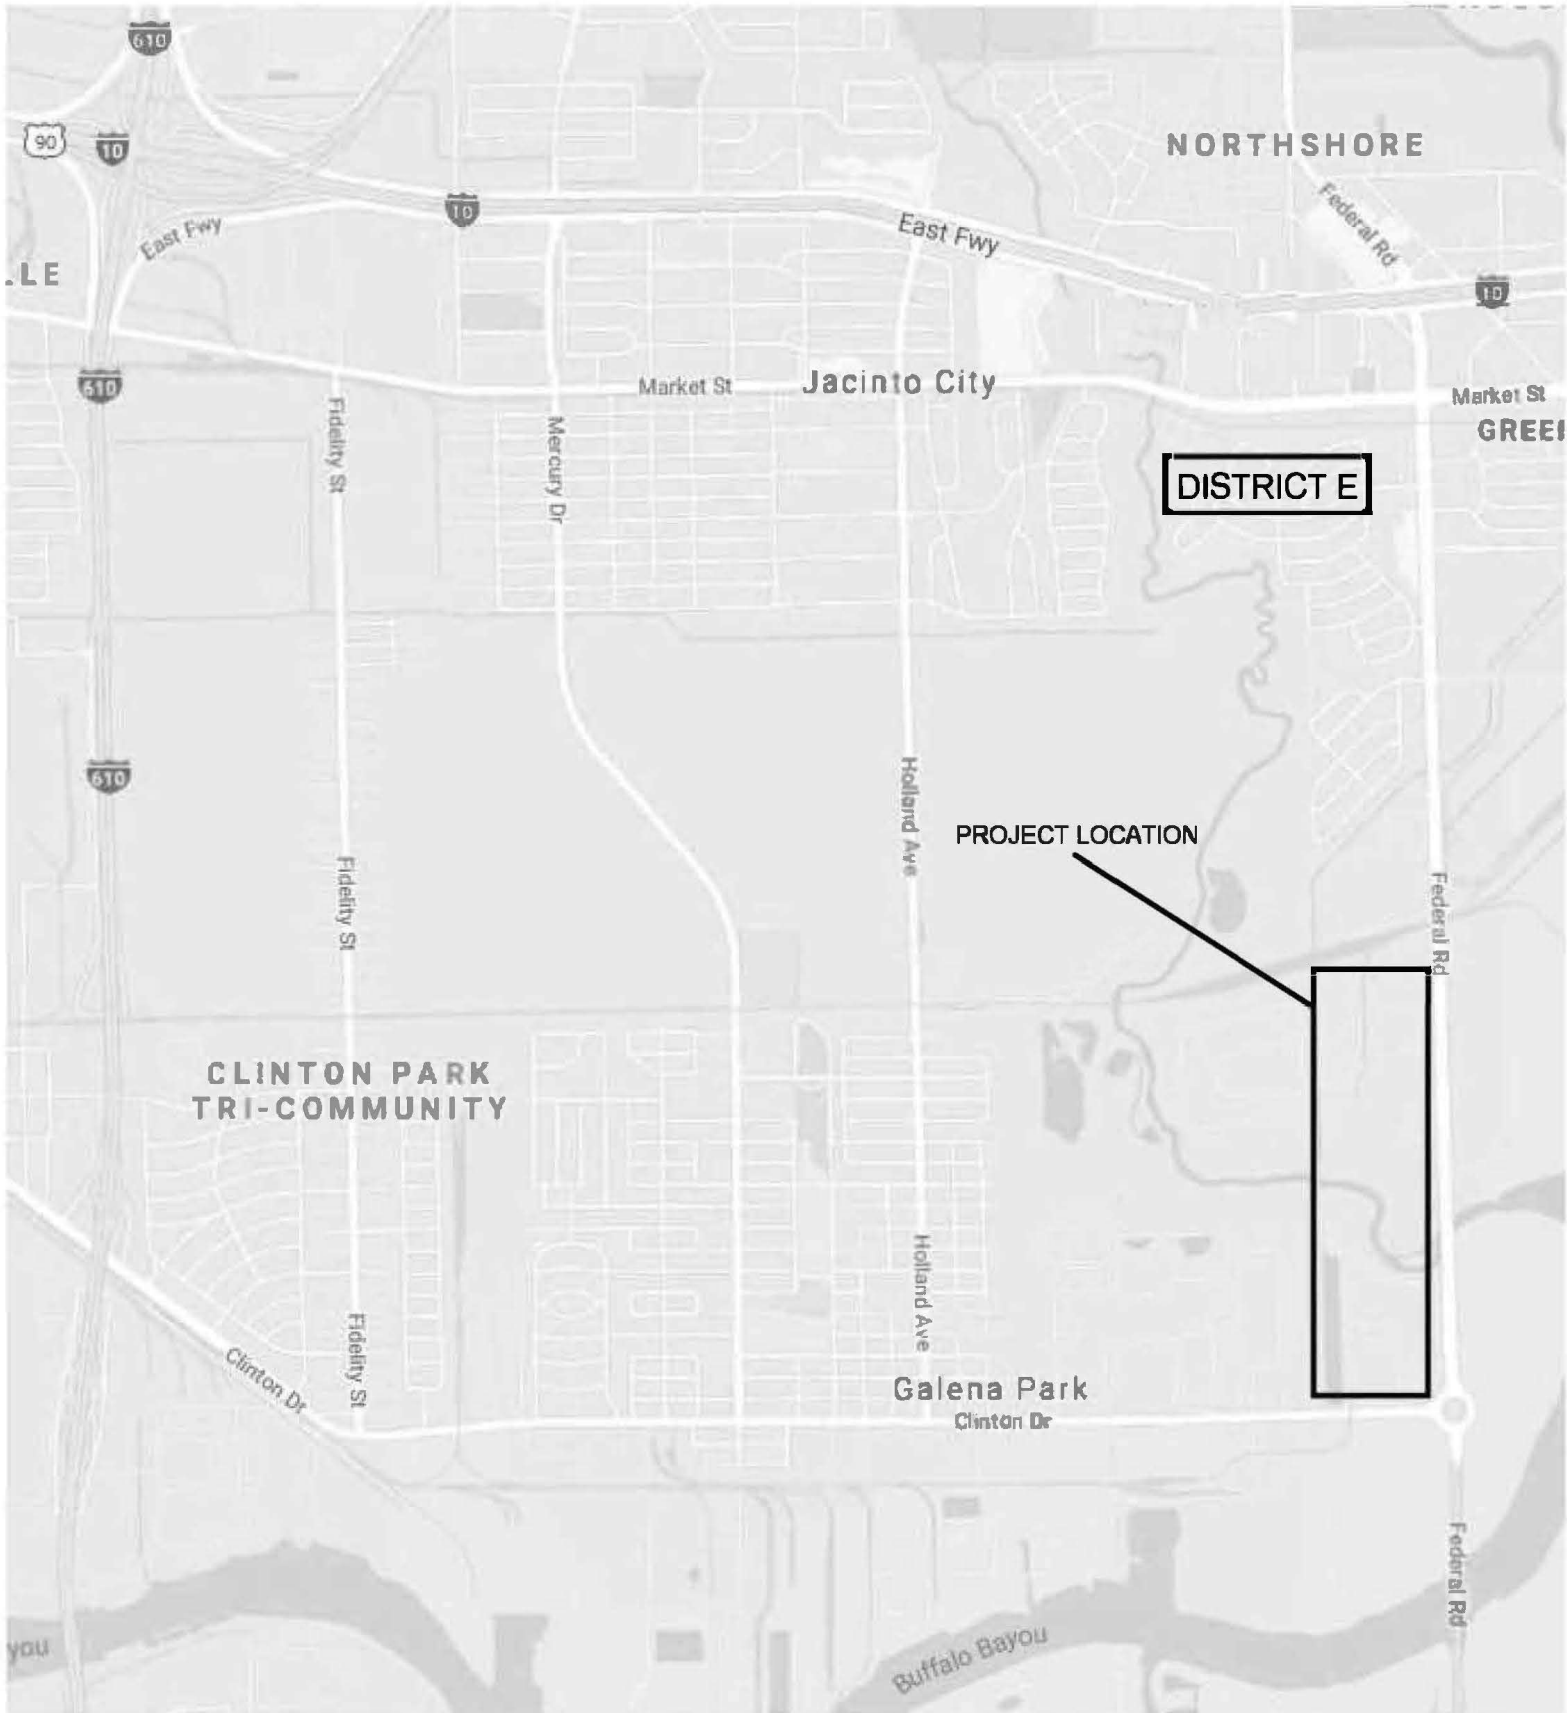 610
90
10
NORTHSHORE
Federal Rd
10
East Fwy
East Fwy
10
LLE
610
Market St
Jacinto City
Market St
GREE
Fidelity St
Mercury Dr
DISTRICT E
610
Holland Ave
PROJECT LOCATION
Fidelity St
Federal Rd
CLINTON PARK
TRI-COMMUNITY
Holland Ave
Fidelity St
Clinton Dr
Galena Park
Clinton Dr
Federal Rd
Buffalo Bayou
you